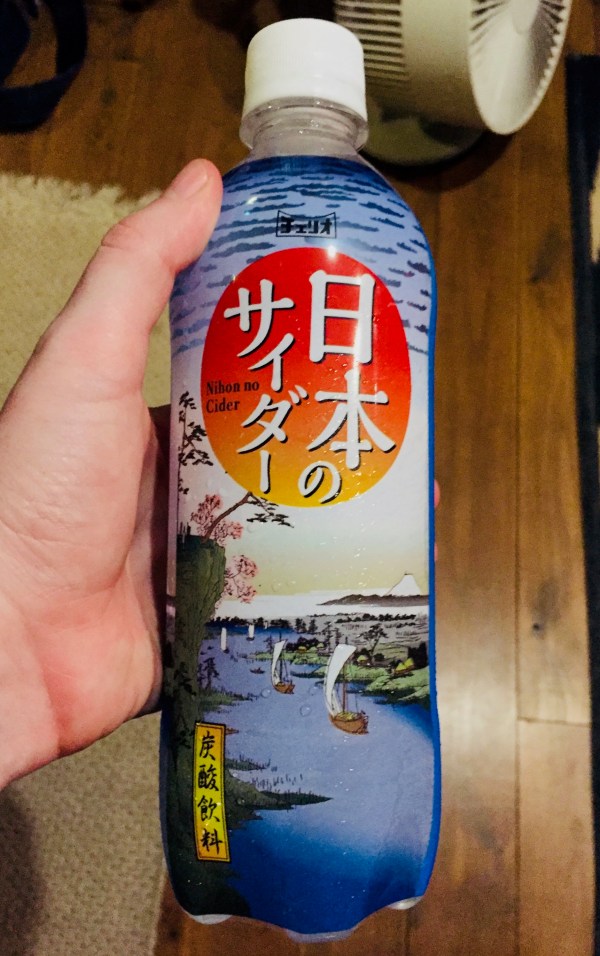 チェリオ
日本の
サイダー
Nihon no
Cider
炭酸飲料